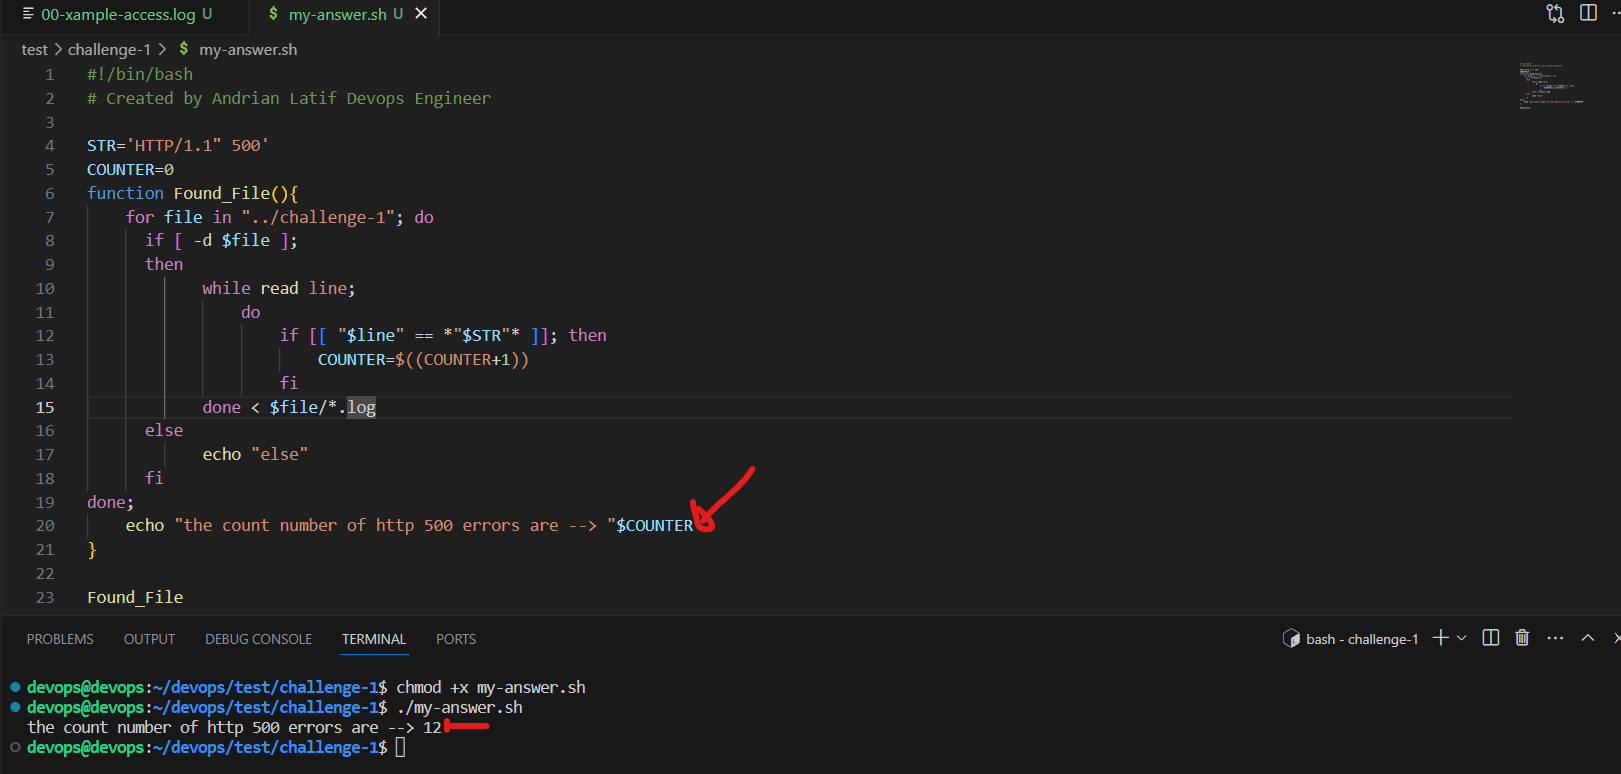 00-xample-access.log U
$ my-answer.sh U
test > challenge-1 > $ my-answer.sh
1 #!/bin/bash
2 # Created by Andrian Latif Devops Engineer
3
4 STR='HTTP/1.1" 500'
5 COUNTER=0
6 function Found_File(){
7 for file in "../challenge-1"; do
8 if [ -d $file ];
9 then
10 while read line;
11 do
12 if [[ "$line" == *"$STR"* ]]; then
13 COUNTER=$((COUNTER+1))
14 fi
15 done < $file/*.log
16 else
17 echo "else"
18 fi
19 done;
20 echo "the count number of http 500 errors are --> "$COUNTER
21 }
22
23 Found_File
PROBLEMS OUTPUT DEBUG CONSOLE TERMINAL PORTS
bash - challenge-1
devops@devops:~/devops/test/challenge-1$ chmod +x my-answer.sh
devops@devops:~/devops/test/challenge-1$ ./my-answer.sh
the count number of http 500 errors are --> 12
devops@devops:~/devops/test/challenge-1$